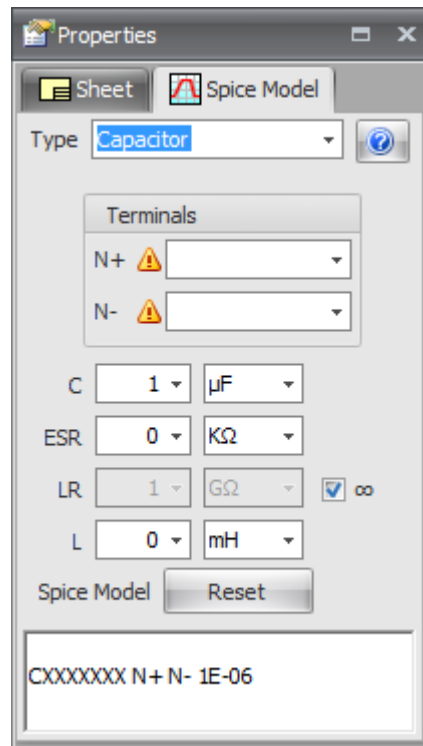 Properties
Sheet Spice Model
Type Capacitor
Terminals
N+
N-
C 1 µF
ESR 0 KΩ
LR 1 GΩ ∞
L 0 mH
Spice Model Reset
CXXXXXXX N+ N- 1E-06